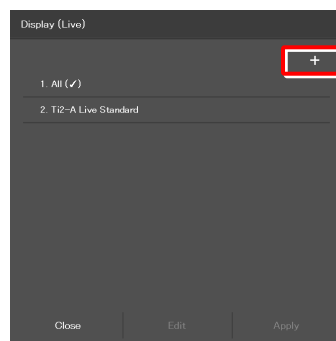 Display (Live)
+
1. All (✓)
2. Ti2-A Live Standard
Close Edit Apply